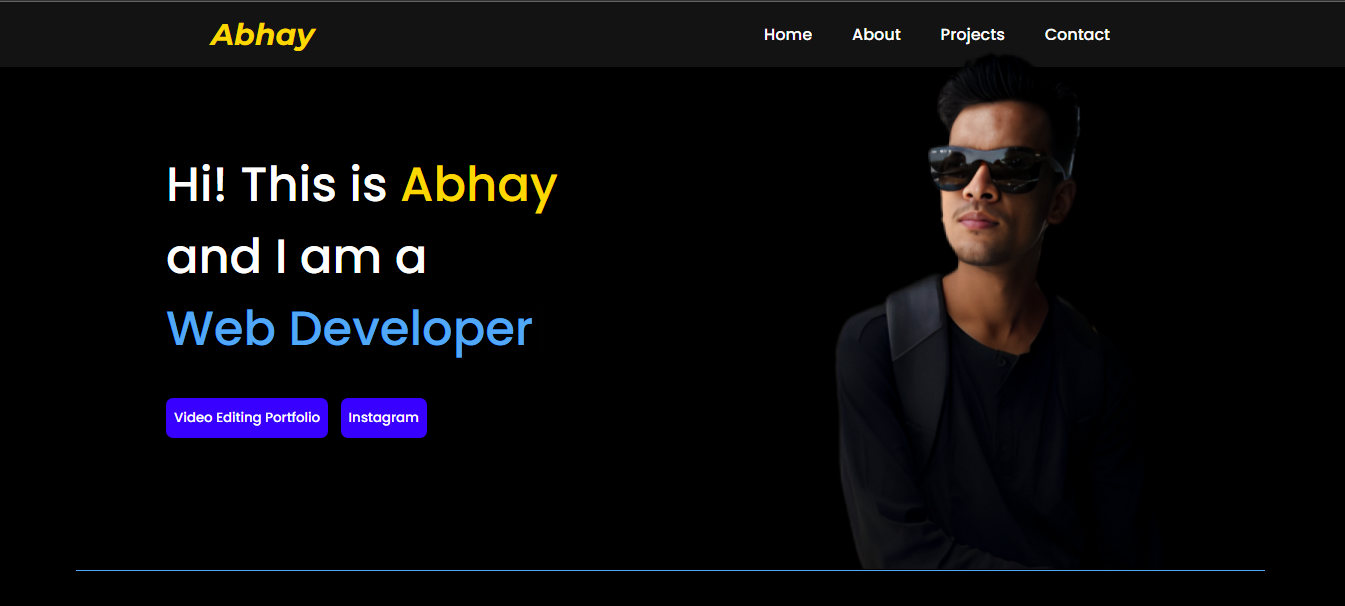 Abhay
Home About Projects Contact
Hi! This is Abhay
and I am a
Web Developer
Video Editing Portfolio Instagram